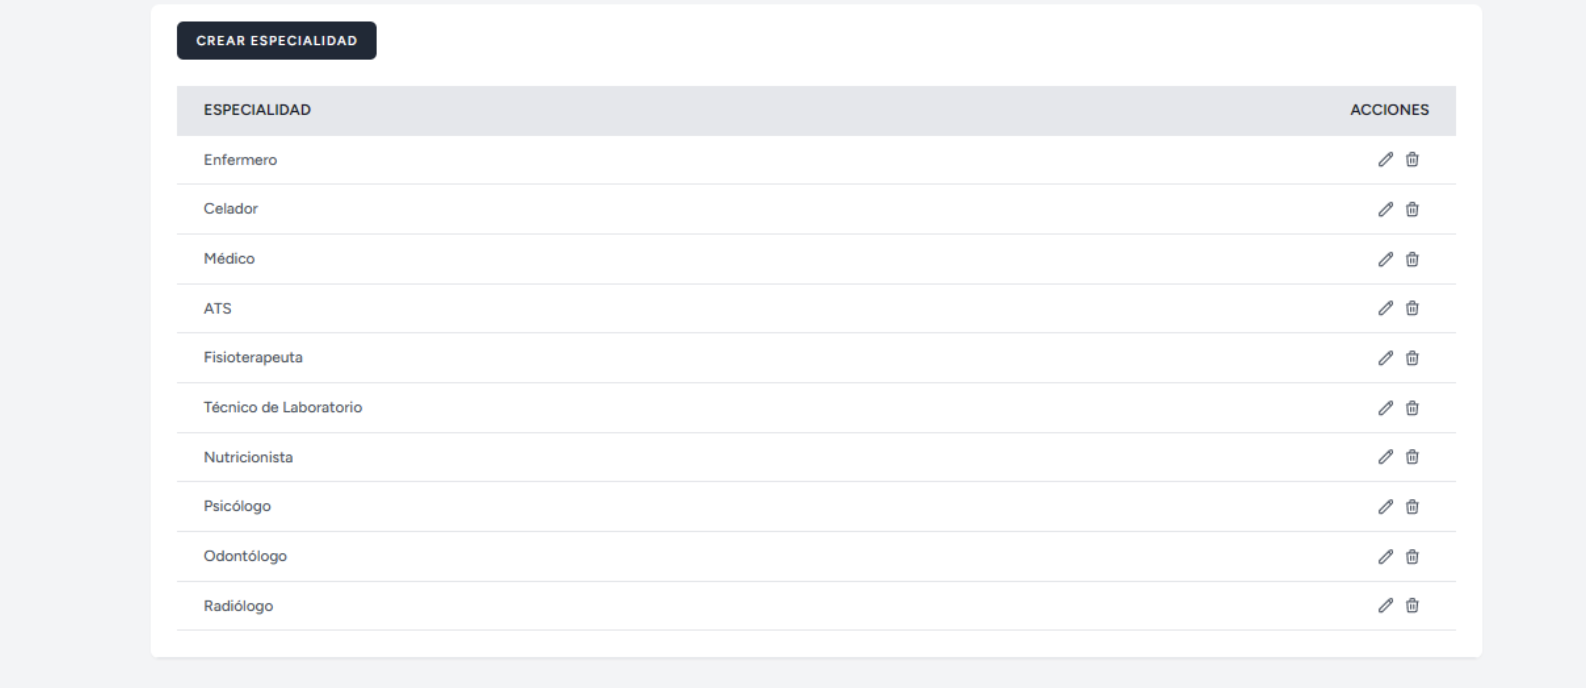 CREAR ESPECIALIDAD
ESPECIALIDAD ACCIONES
Enfermero
Celador
Médico
ATS
Fisioterapeuta
Técnico de Laboratorio
Nutricionista
Psicólogo
Odontólogo
Radiólogo